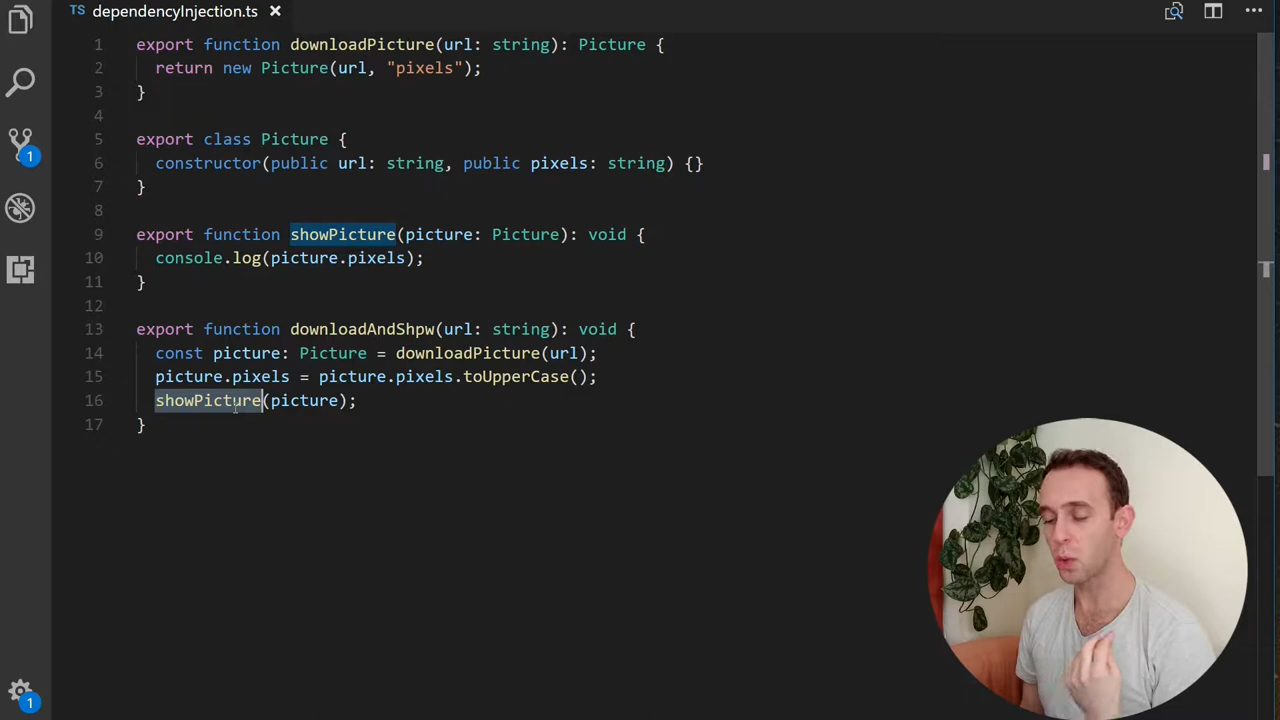 TS dependencyInjection.ts ×
1 export function downloadPicture(url: string): Picture {
2 return new Picture(url, "pixels");
3 }
4
5 export class Picture {
6 constructor(public url: string, public pixels: string) {}
7 }
8
9 export function showPicture(picture: Picture): void {
10 console.log(picture.pixels);
11 }
12
13 export function downloadAndShpw(url: string): void {
14 const picture: Picture = downloadPicture(url);
15 picture.pixels = picture.pixels.toUpperCase();
16 showPicture(picture);
17 }
1
1